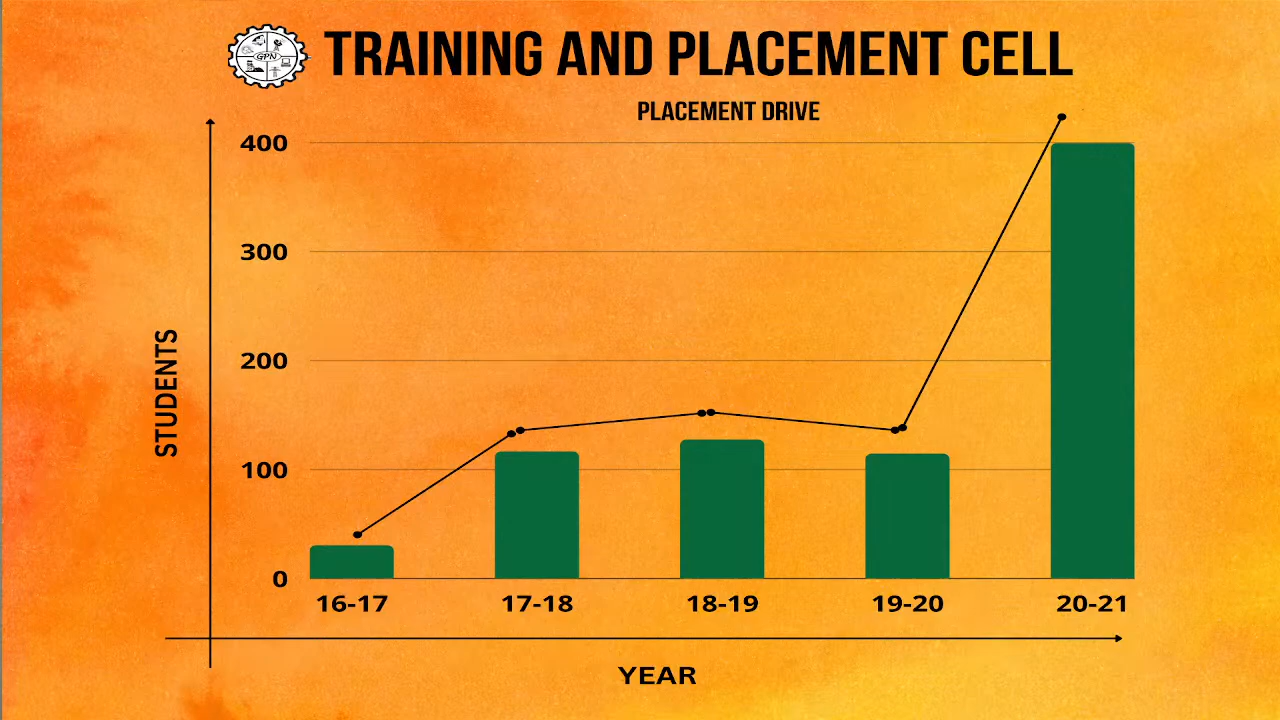 GPN
TRAINING AND PLACEMENT CELL
PLACEMENT DRIVE
400
300
200
100
0
STUDENTS
16-17 17-18 18-19 19-20 20-21
YEAR